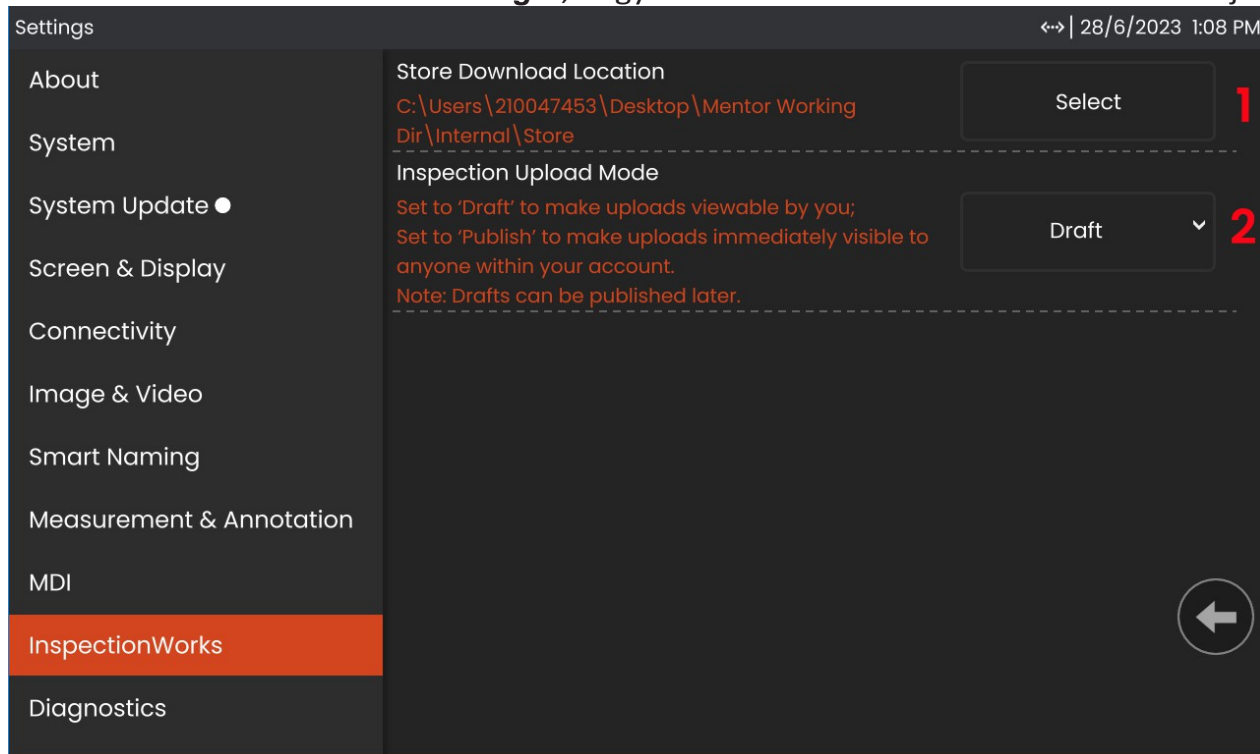 Settings
28/6/2023 1:08 PM
About
System
System Update
Screen & Display
Connectivity
Image & Video
Smart Naming
Measurement & Annotation
MDI
InspectionWorks
Diagnostics
Store Download Location
C:\Users\210047453\Desktop\Mentor Working
Dir\Internal\Store
Select
1
Inspection Upload Mode
Set to ‘Draft’ to make uploads viewable by you;
Set to ‘Publish’ to make uploads immediately visible to
anyone within your account.
Note: Drafts can be published later.
Draft
2